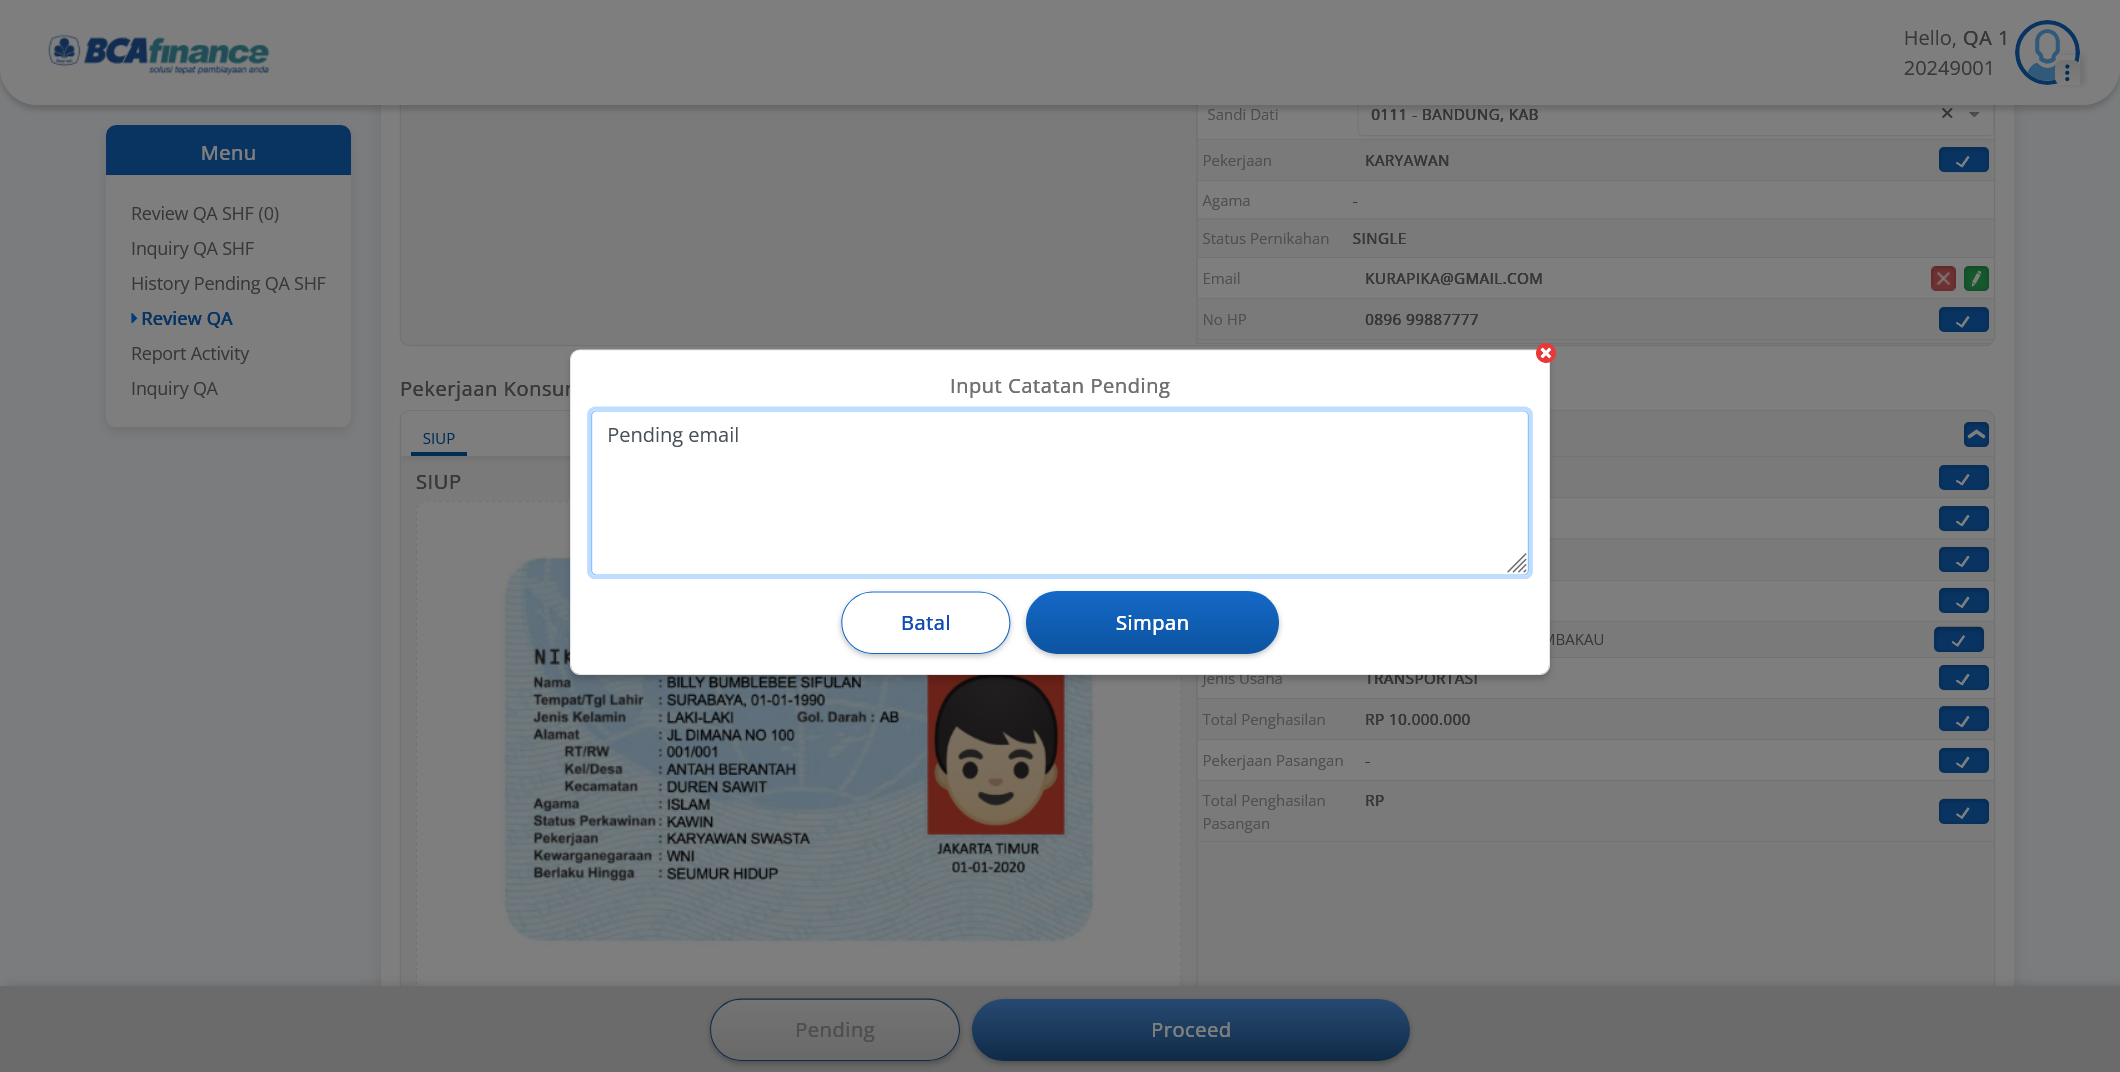 BCAfinance
solusi tepat pembiayaan anda
Hello, QA 1
20249001
Menu
Review QA SHF (0)
Inquiry QA SHF
History Pending QA SHF
Review QA
Report Activity
Inquiry QA
Sandi Dati 0111 - BANDUNG, KAB
Pekerjaan KARYAWAN
Agama -
Status Pernikahan SINGLE
Email KURAPIKA@GMAIL.COM
No HP 0896 99887777
Pekerjaan
SIUP
SIUP
Input Catatan Pending
Pending email
Batal Simpan
NIK
Nama : BILLY BUMBLEBEE SIFULAN
Tempat/Tgl Lahir : SURABAYA, 01-01-1990
Jenis Kelamin : LAKI-LAKI Gol. Darah : AB
Alamat : JL DIMANA NO 100
RT/RW : 001/001
Kel/Desa : ANTAH BERANTAH
Kecamatan : DUREN SAWIT
Agama : ISLAM
Status Perkawinan : KAWIN
Pekerjaan : KARYAWAN SWASTA
Kewarganegaraan : WNI
Berlaku Hingga : SEUMUR HIDUP
JAKARTA TIMUR
01-01-2020
Jenis Usaha TRANSPORTASI
Total Penghasilan RP 10.000.000
Pekerjaan Pasangan -
Total Penghasilan RP
Pasangan
Pending Proceed